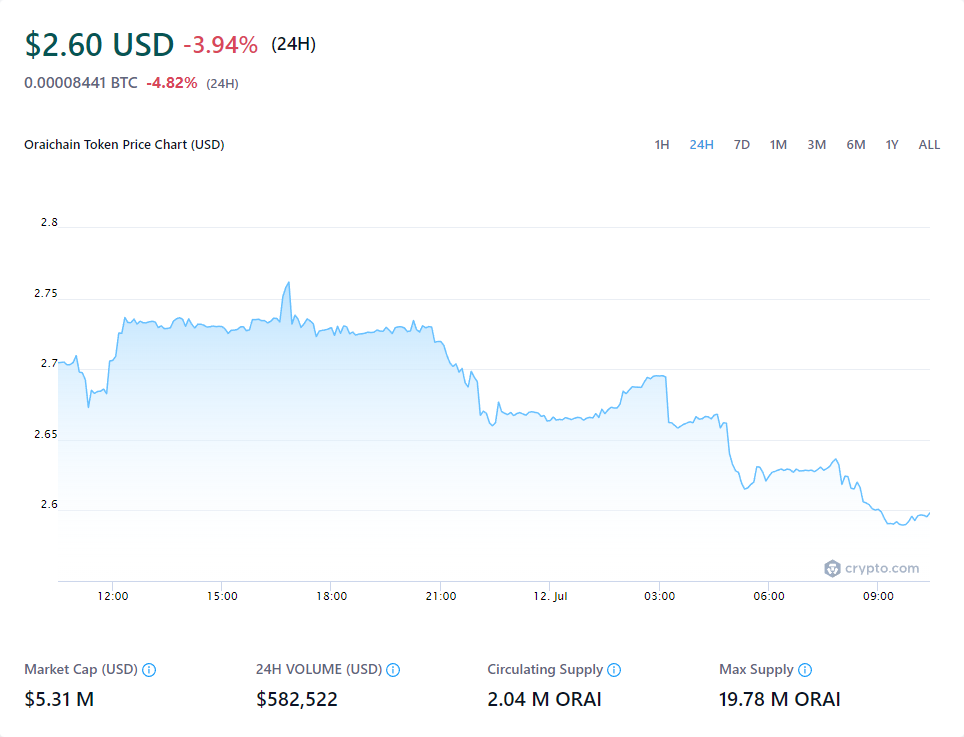 $2.60 USD -3.94% (24H)
0.00008441 BTC -4.82% (24H)
Oraichain Token Price Chart (USD) 1H 24H 7D 1M 3M 6M 1Y ALL
2.8
2.75
2.7
2.65
2.6
crypto.com
12:00 15:00 18:00 21:00 12. Jul 03:00 06:00 09:00
Market Cap (USD) 24H VOLUME (USD) Circulating Supply Max Supply
$5.31 M $582,522 2.04 M ORAI 19.78 M ORAI